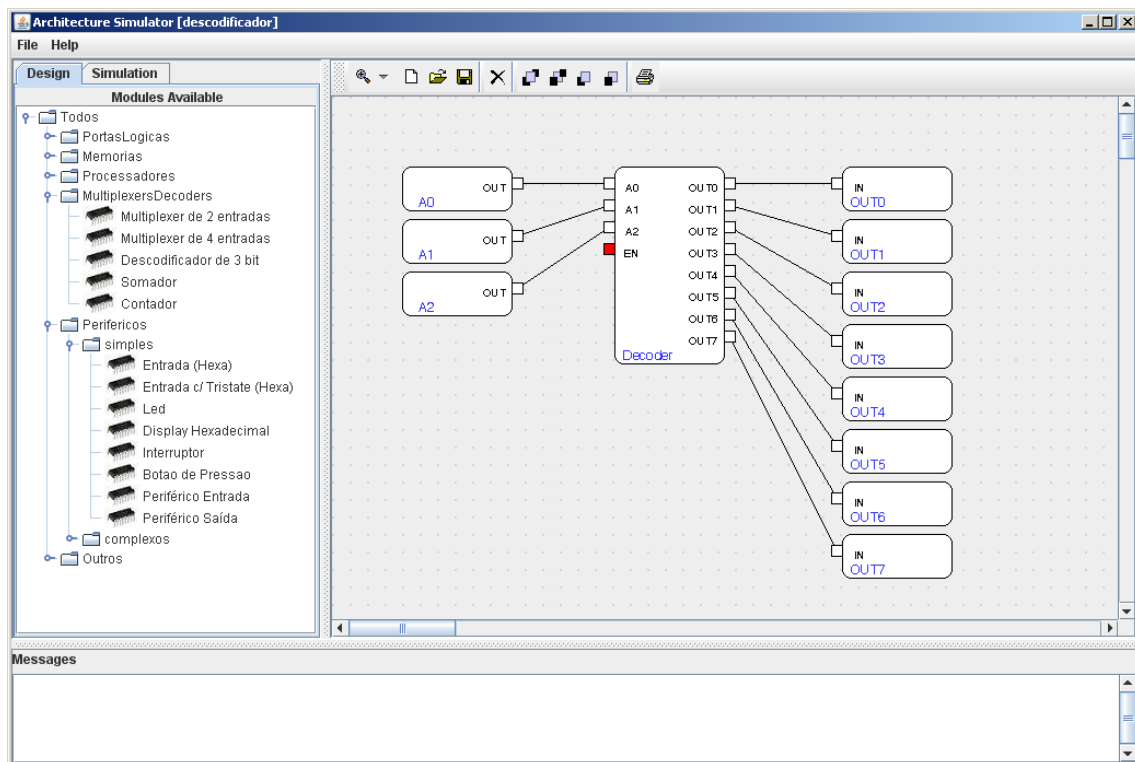 Architecture Simulator [descodificador]
File Help
Design Simulation
Modules Available
Todos
PortasLogicas
Memorias
Processadores
MultiplexersDecoders
Multiplexer de 2 entradas
Multiplexer de 4 entradas
Descodificador de 3 bit
Somador
Contador
Perifericos
simples
Entrada (Hexa)
Entrada c/ Tristate (Hexa)
Led
Display Hexadecimal
Interruptor
Botao de Pressao
Periférico Entrada
Periférico Saída
complexos
Outros
OUT
A0
OUT
A1
OUT
A2
A0 OUT0
A1 OUT1
A2 OUT2
EN OUT3
OUT4
OUT5
OUT6
OUT7
Decoder
IN
OUT0
IN
OUT1
IN
OUT2
IN
OUT3
IN
OUT4
IN
OUT5
IN
OUT6
IN
OUT7
Messages